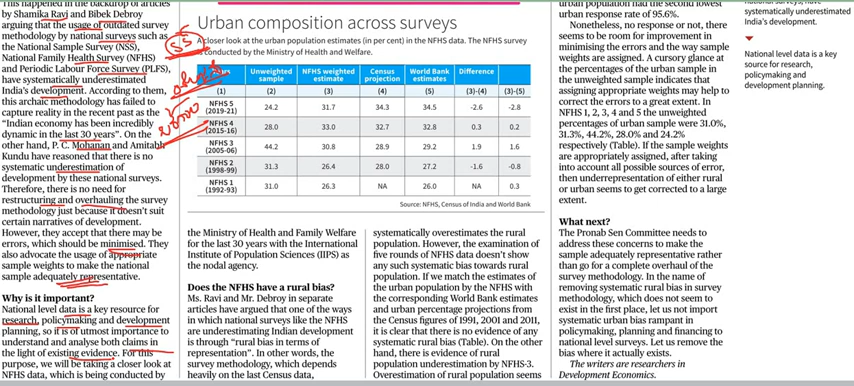 This happened in the backdrop of articles
by Shamika Ravi and Bibek Debroy
arguing that the usage of outdated survey
methodology by national surveys such as
the National Sample Survey (NSS),
National Family Health Survey (NFHS)
and Periodic Labour Force Survey (PLFS),
have systematically underestimated
India's development. According to them,
this archaic methodology has failed to
capture reality in the recent past as the
"Indian economy has been incredibly
dynamic in the last 30 years". On the
other hand, P. C. Mohanan and Amitabh
Kundu have reasoned that there is no
systematic underestimation of
development by these national surveys.
Therefore, there is no need for
restructuring and overhauling the survey
methodology just because it doesn't suit
certain narratives of development.
However, they accept that there may be
errors, which should be minimised. They
also advocate the usage of appropriate
sample weights to make the national
sample adequately representative.
Why is it important?
National level data is a key resource for
research, policymaking and development
planning, so it is of utmost importance to
understand and analyse both claims in
the light of existing evidence. For this
purpose, we will be taking a closer look at
NFHS data, which is being conducted by
Urban composition across surveys
A closer look at the urban population estimates (in per cent) in the NFHS data. The NFHS survey
is conducted by the Ministry of Health and Welfare.
Unweighted sample NFHS weighted estimate Census projection World Bank Estimates Difference
(1) (2) (3) (4) (5) (3)-(4) (3)-(5)
NFHS 5 (2019-21) 24.2 31.7 34.3 34.5 -2.6 -2.8
NFHS 4 (2015-16) 28.0 33.0 32.7 32.8 0.3 0.2
NFHS 3 (2005-06) 44.2 30.8 28.9 29.2 1.9 1.6
NFHS 2 (1998-99) 31.3 26.4 28.0 27.2 -1.6 -0.8
NFHS 1 (1992-93) 31.0 26.3 NA 26.0 NA 0.3
Source: NFHS, Census of India and World Bank
the Ministry of Health and Family Welfare
for the last 30 years with the International
Institute of Population Sciences (IIPS) as
the nodal agency.
Does the NFHS have a rural bias?
Ms. Ravi and Mr. Debroy in separate
articles have argued that one of the ways
in which national surveys like the NFHS
are underestimating Indian development
is through "rural bias in terms of
representation". In other words, the
survey methodology, which depends
heavily on the last Census data,
systematically overestimates the rural
population. However, the examination of
five rounds of NFHS data doesn't show
any such systematic bias towards rural
population. If we match the estimates of
the urban population by the NFHS with
the corresponding World Bank estimates
and urban percentage projections from
the Census figures of 1991, 2001 and 2011,
it is clear that there is no evidence of any
systematic rural bias (Table). On the other
hand, there is evidence of rural
population underestimation by NFHS-3.
Overestimation of rural population seems
urban population had the second lowest
urban response rate of 95.6%.
Nonetheless, no response or not, there
seems to be room for improvement in
minimising the errors and the way sample
weights are assigned. A cursory glance at
the percentages of the urban sample in
the unweighted sample indicates that
assigning appropriate weights may help to
correct the errors to a great extent. In
NFHS 1, 2, 3, 4 and 5 the unweighted
percentages of urban sample were 31.0%,
31.3%, 44.2%, 28.0% and 24.2%
respectively (Table). If the sample weights
are appropriately assigned, after taking
into account all possible sources of error,
then underrepresentation of either rural
or urban seems to get corrected to a large
extent.
What next?
The Pronab Sen Committee needs to
address these concerns to make the
sample adequately representative rather
than go for a complete overhaul of the
survey methodology. In the name of
removing systematic rural bias in survey
methodology, which does not seem to
exist in the first place, let us not import
systematic urban bias rampant in
policymaking, planning and financing to
national level surveys. Let us remove the
bias where it actually exists.
The writers are researchers in
Development Economics.
systematically underestimated
India's development.
National level data is a key
source for research,
policymaking and
development planning.